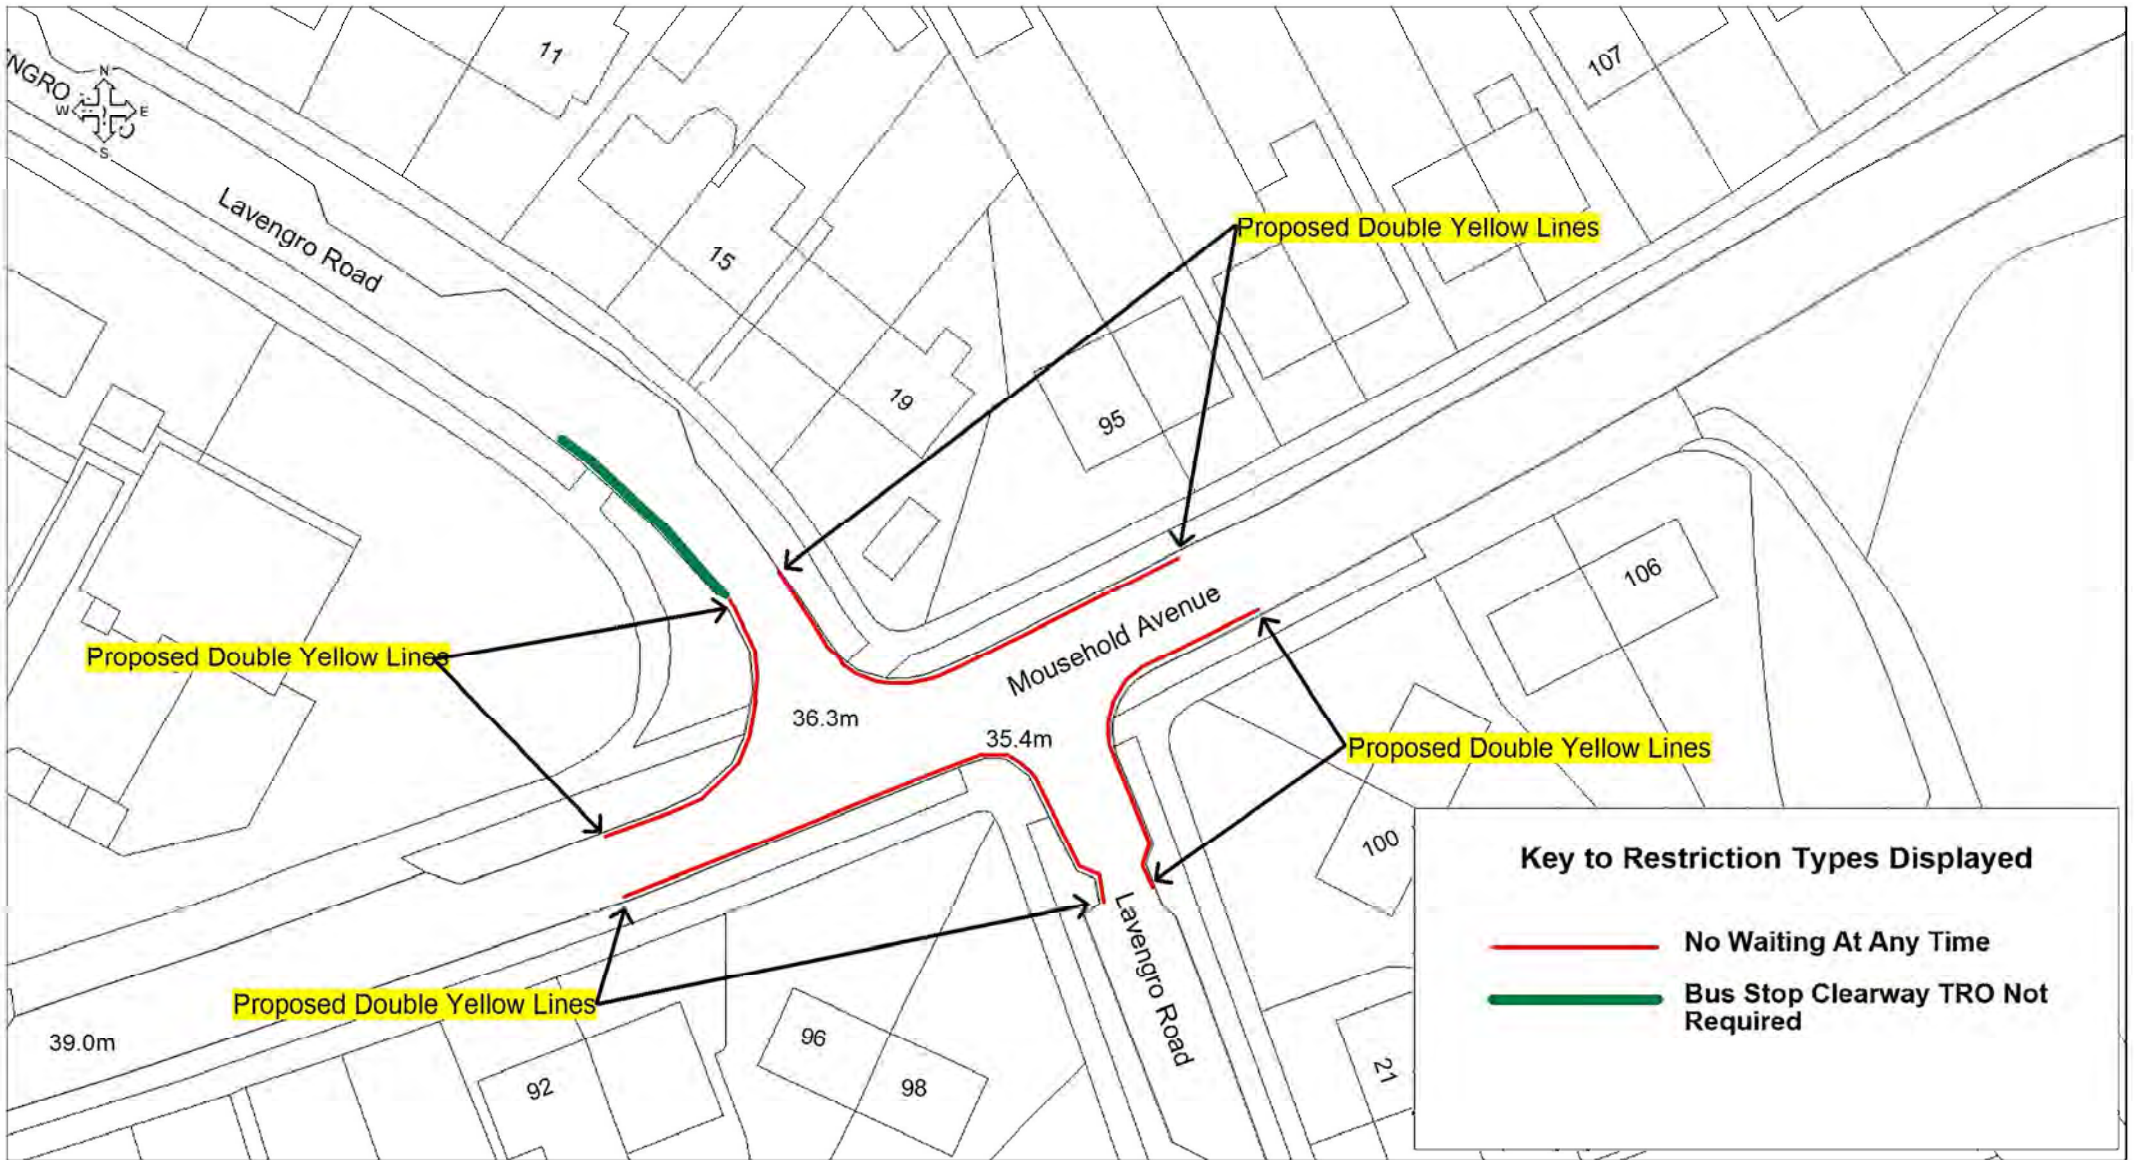 11
107
NGRO
N
W
E
S
Lavengro Road
Proposed Double Yellow Lines
15
19
95
106
Mousehold Avenue
Proposed Double Yellow Lines
36.3m
35.4m
Proposed Double Yellow Lines
100
Key to Restriction Types Displayed
No Waiting At Any Time
Bus Stop Clearway TRO Not
Required
Lavengro Road
Proposed Double Yellow Lines
39.0m
96
98
92
21